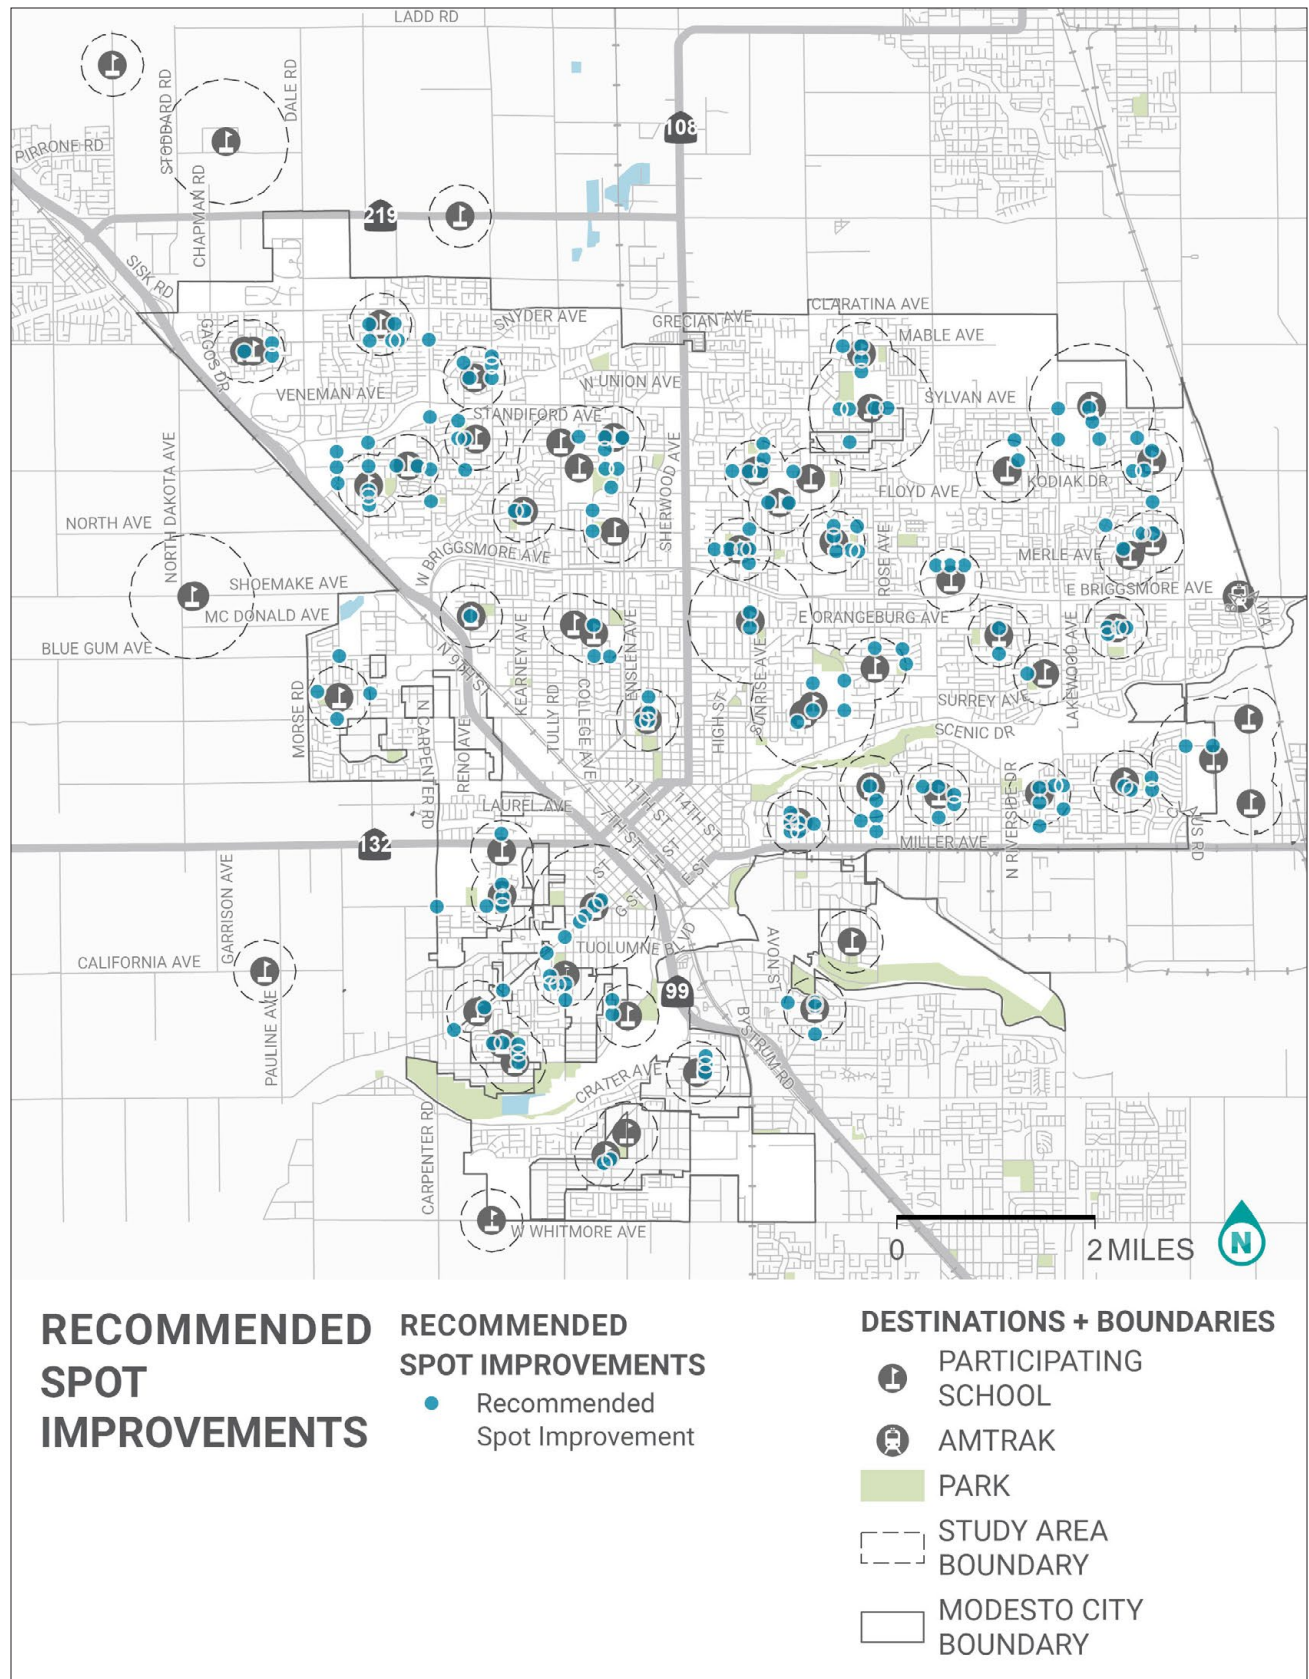 LADD RD
STODDARD RD
DALE RD
PIRRONE RD
108
CHAPMAN RD
219
SISK RD
CLARATINA AVE
SNYDER AVE
GRECIAN AVE
MABLE AVE
GAGOS DR
W UNION AVE
VENEMAN AVE
SYLVAN AVE
STANDIFORD AVE
NORTH DAKOTA AVE
SHERWOOD AVE
KODIAK DR
FLOYD AVE
NORTH AVE
ROSE AVE
W BRIGGSMORE AVE
MERLE AVE
SHOEMAKE AVE
E BRIGGSMORE AVE
MC DONALD AVE
E ORANGEBURG AVE
BLUE GUM AVE
N 9TH ST
KEARNEY AVE
ENSLEN AVE
LAKEWOOD AVE
MORSE RD
N CARPENTER RD
RENO AVE
TULLY RD
COLLEGE AVE
HIGH ST
SURREY AVE
SCENIC DR
N RIVERSIDE DR
LAUREL AVE
11TH ST
14TH ST
7TH ST
132
MILLER AVE
I ST
G ST
E ST
GARRISON AVE
TUOLUMNE BLVD
AVON ST
CALIFORNIA AVE
99
PAULINE AVE
BYSTRUM RD
CRATER AVE
CARPENTER RD
W WHITMORE AVE
0
2 MILES
N
RECOMMENDED
SPOT
IMPROVEMENTS
RECOMMENDED
SPOT IMPROVEMENTS
Recommended
Spot Improvement
DESTINATIONS + BOUNDARIES
PARTICIPATING
SCHOOL
AMTRAK
PARK
STUDY AREA
BOUNDARY
MODESTO CITY
BOUNDARY